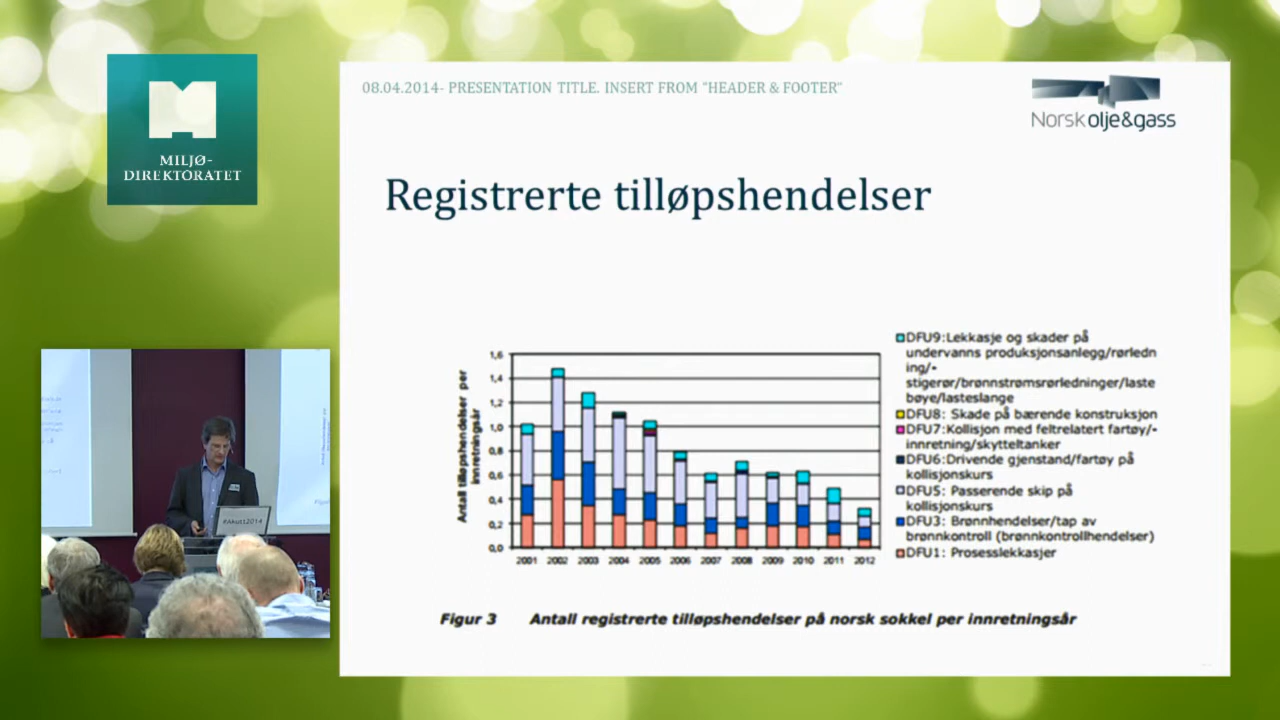 MILJØ-
DIREKTORATET
08.04.2014- PRESENTATION TITLE. INSERT FROM "HEADER & FOOTER"
Norsk olje&gass
Registrerte tilløpshendelser
Antall tilløpshendelser per
innretningsår
1,6
1,4
1,2
1,0
0,8
0,6
0,4
0,2
0,0
2001 2002 2003 2004 2005 2006 2007 2008 2009 2010 2011 2012
DFU9:Lekkasje og skader på
undervanns produksjonsanlegg/rørledn
ing/-
stigerør/brønnstrømsrørledninger/laste
bøye/lasteslange
DFU8: Skade på bærende konstruksjon
DFU7:Kollisjon med feltrelatert fartøy/-
innretning/skytteltanker
DFU6:Drivende gjenstand/fartøy på
kollisjonskurs
DFU5: Passerende skip på
kollisjonskurs
DFU3: Brønnhendelser/tap av
brønnkontroll (brønnkontrollhendelser)
DFU1: Prosesslekkasjer
Figur 3 Antall registrerte tilløpshendelser på norsk sokkel per innretningsår
#Akutt2014